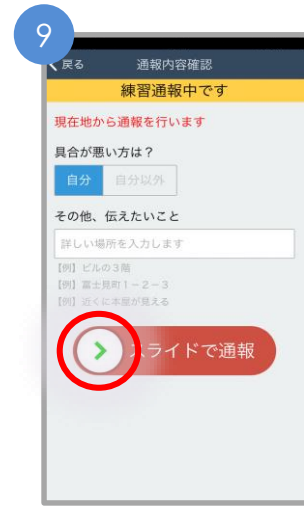 9
戻る 通報内容確認
練習通報中です
現在地から通報を行います
具合が悪い方は？
自分 自分以外
その他、伝えたいこと
詳しい場所を入力します
【例】ビルの３階
【例】富士見町１－２－３
【例】近くに本屋が見える
スライドで通報